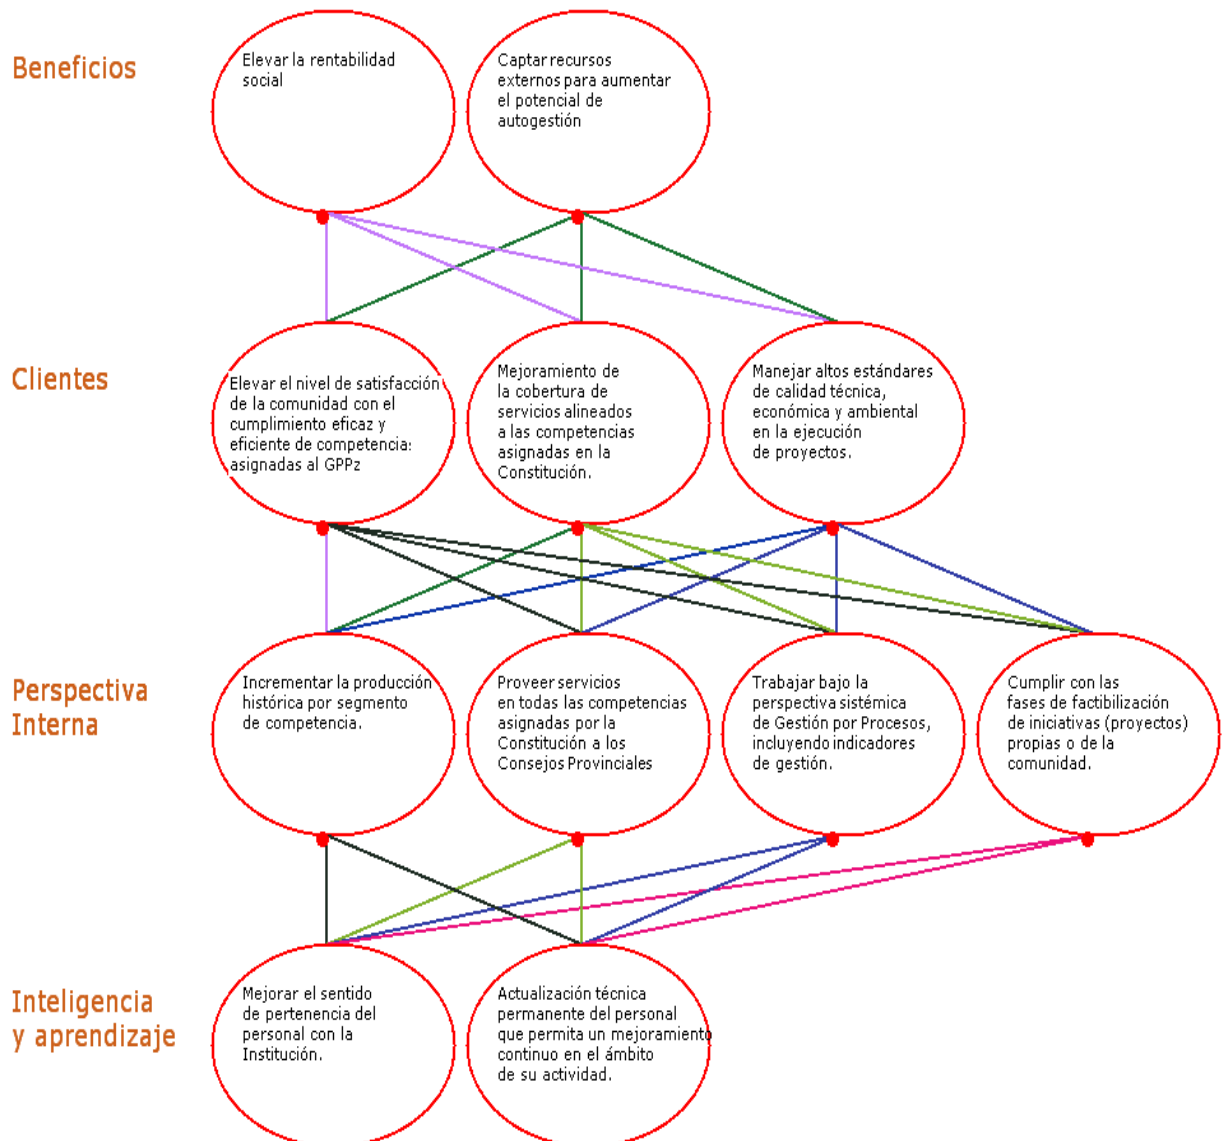 Beneficios
Elevar la rentabilidad
social
Captar recursos
externos para aumentar
el potencial de
autogestión
Clientes
Elevar el nivel de satisfacción
de la comunidad con el
cumplimiento eficaz y
eficiente de competencia:
asignadas al GPPz
Mejoramiento de
la cobertura de
servicios alineados
a las competencias
asignadas en la
Constitución.
Manejar altos estándares
de calidad técnica,
económica y ambiental
en la ejecución
de proyectos.
Perspectiva
Interna
Incrementar la producción
histórica por segmento
de competencia.
Proveer servicios
en todas las competencias
asignadas por la
Constitución a los
Consejos Provinciales
Trabajar bajo la
perspectiva sistémica
de Gestión por Procesos,
incluyendo indicadores
de gestión.
Cumplir con las
fases de factibilización
de iniciativas (proyectos)
propias o de la
comunidad.
Inteligencia
y aprendizaje
Mejorar el sentido
de pertenencia del
personal con la
Institución.
Actualización técnica
permanente del personal
que permita un mejoramiento
continuo en el ámbito
de su actividad.